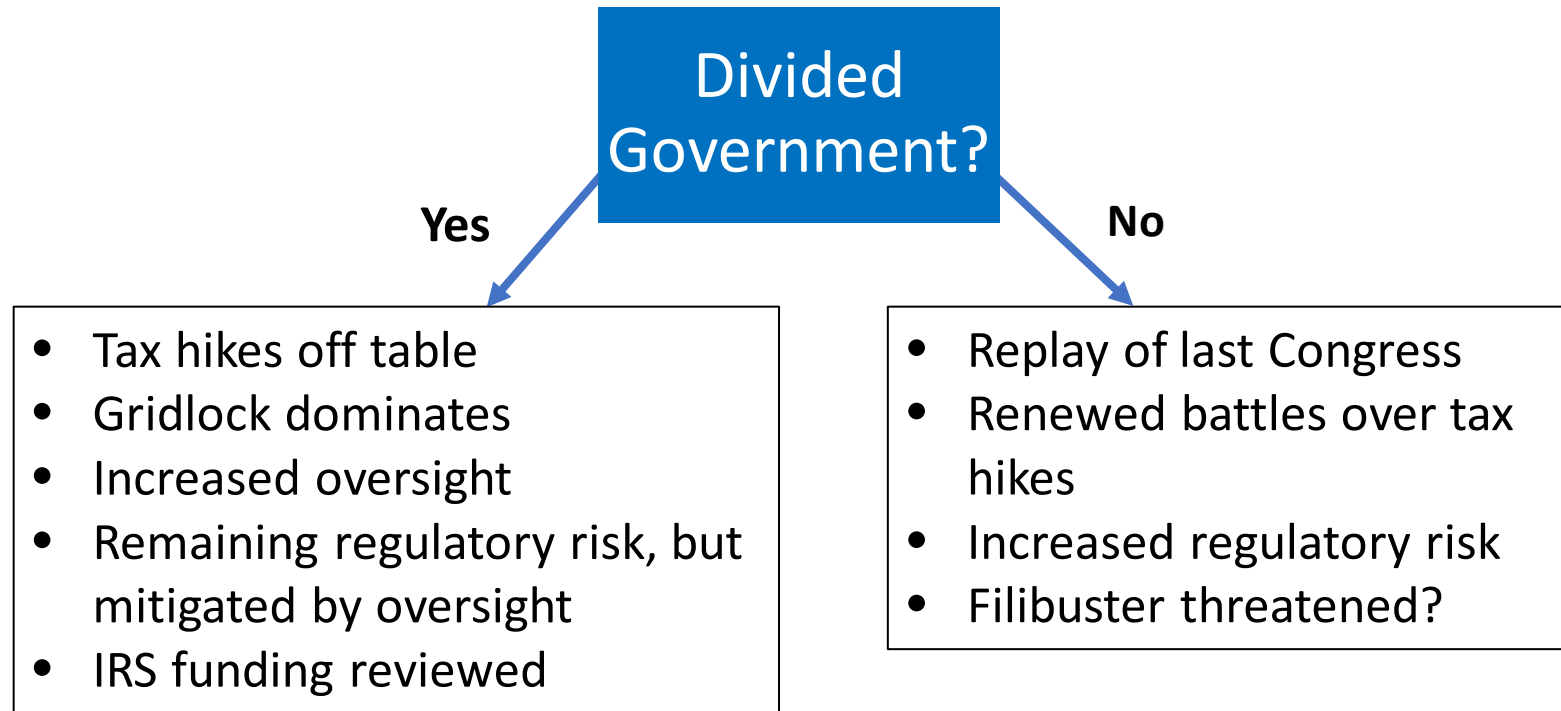 Divided
Government?
Yes
No
• Tax hikes off table
• Gridlock dominates
• Increased oversight
• Remaining regulatory risk, but
mitigated by oversight
• IRS funding reviewed
• Replay of last Congress
• Renewed battles over tax
hikes
• Increased regulatory risk
• Filibuster threatened?